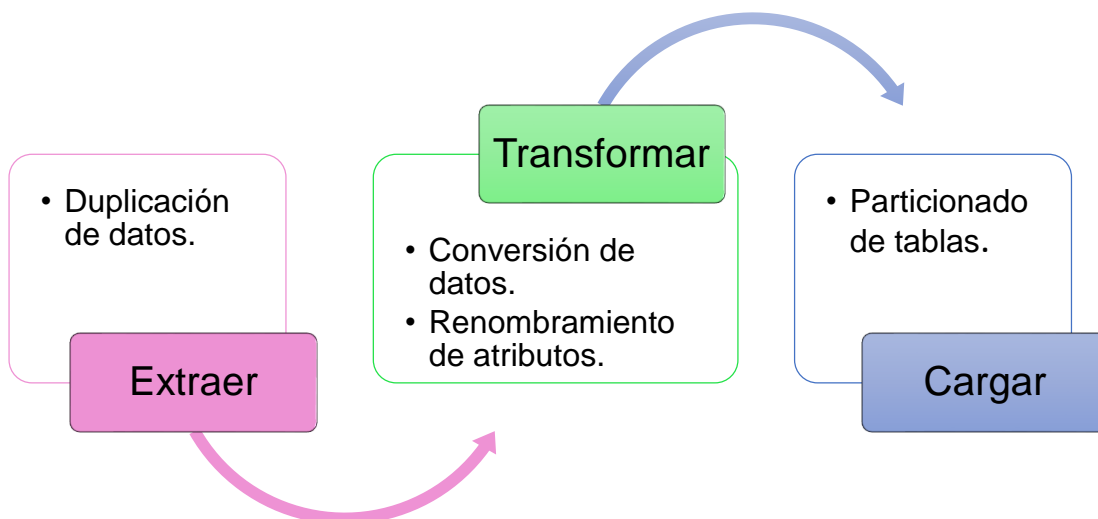 • Duplicación
de datos.
Extraer
Transformar
• Conversión de
datos.
• Renombramiento
de atributos.
• Particionado
de tablas.
Cargar